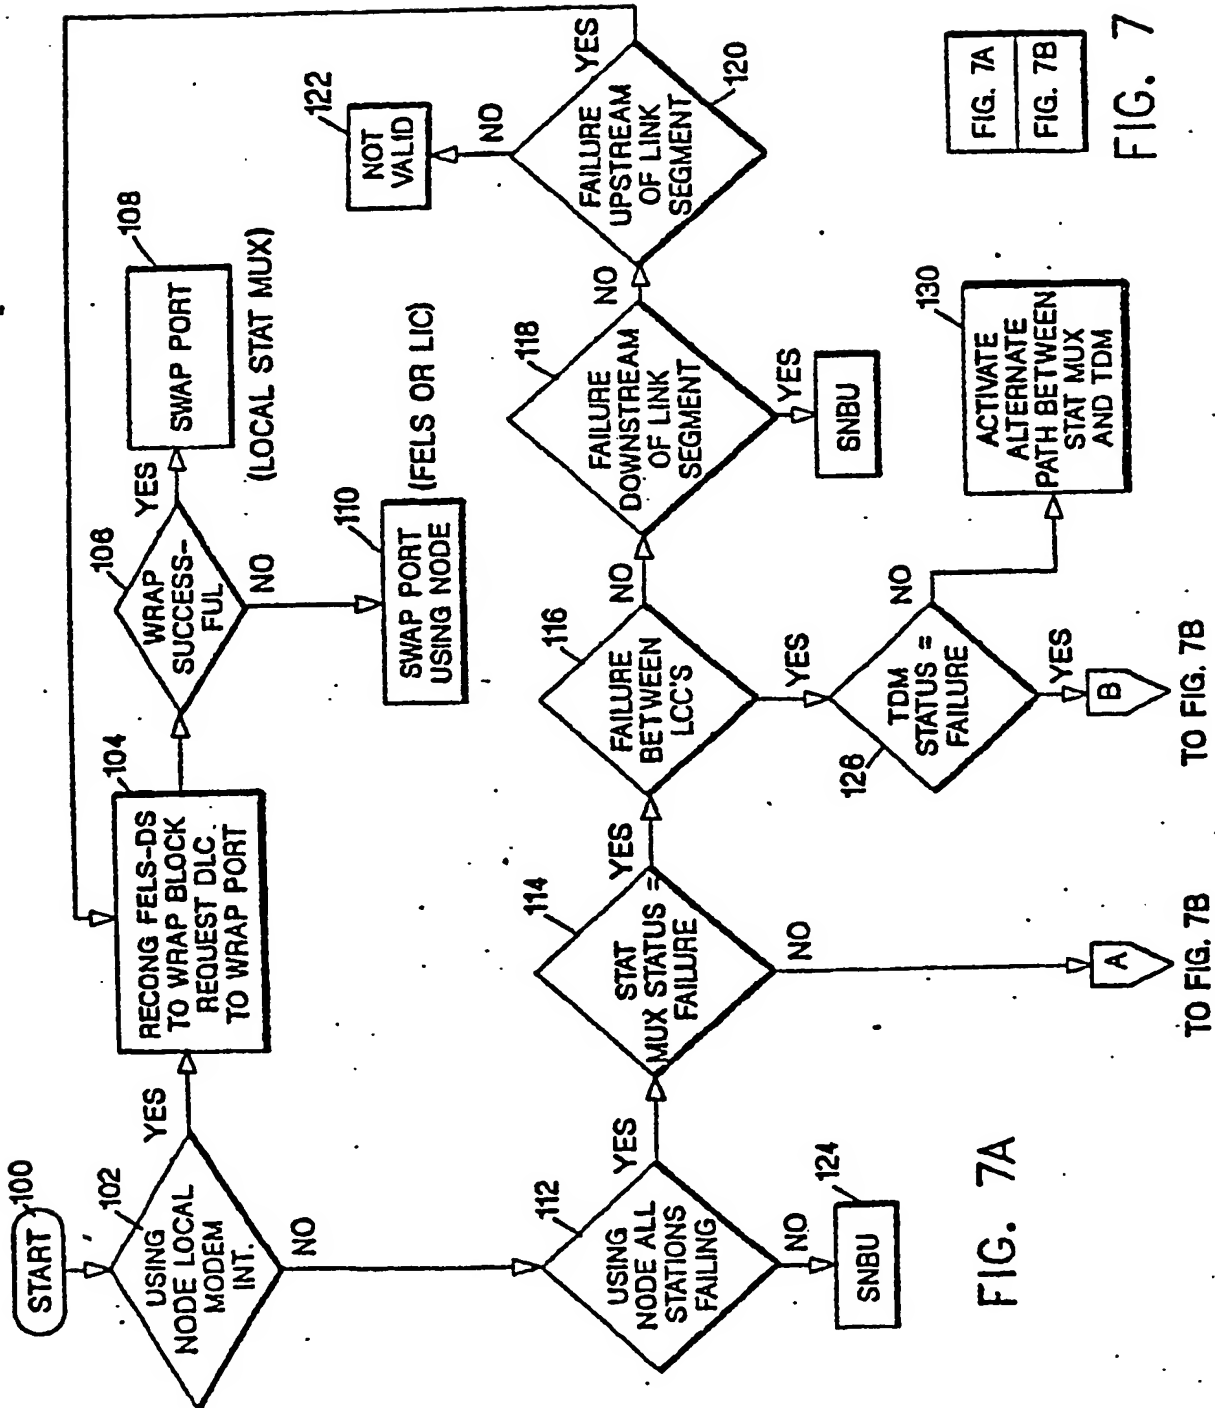 START
100
USING
NODE LOCAL
MODEM
INT.
102
YES
NO
RECONG FELS-DS
TO WRAP BLOCK
REQUEST DLC.
TO WRAP PORT
104
WRAP
SUCCESS-
FUL
108
YES
NO
SWAP PORT
108
(LOCAL STAT MUX)
SWAP PORT
USING NODE
110
(FELS OR LIC)
USING
NODE ALL
STATIONS
FAILING
112
YES
NO
SNBU
124
STAT
MUX STATUS =
FAILURE
114
YES
NO
A
TO FIG. 7B
FAILURE
BETWEEN
LCC'S
116
NO
YES
TDM
STATUS =
FAILURE
126
NO
YES
B
TO FIG. 7B
ACTIVATE
ALTERNATE
PATH BETWEEN
STAT MUX
AND TDM
130
FAILURE
DOWNSTREAM
OF LINK
SEGMENT
118
NO
YES
SNBU
FAILURE
UPSTREAM
OF LINK
SEGMENT
120
YES
NO
NOT
VALID
122
FIG. 7A
FIG. 7A
FIG. 7B
FIG. 7